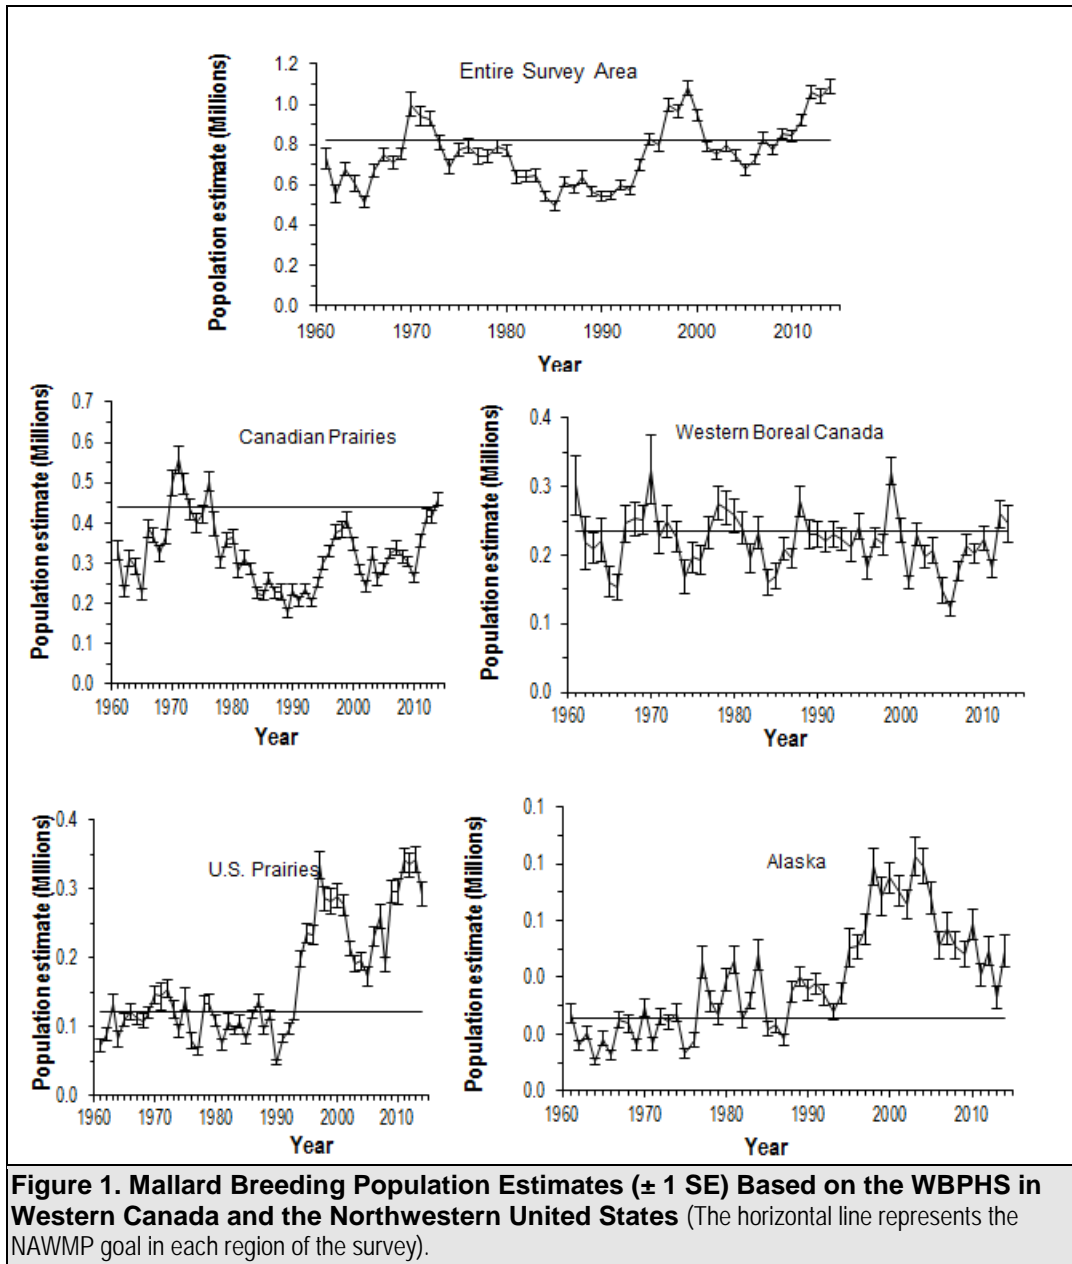 Entire Survey Area
Popolation estimate (Millions)
1.2
1.0
0.8
0.6
0.4
0.2
0.0
1960 1970 1980 1990 2000 2010
Year
Canadian Prairies
Population estimate (Millions)
0.7
0.6
0.5
0.4
0.3
0.2
0.1
0.0
1960 1970 1980 1990 2000 2010
Year
Western Boreal Canada
Population estimate (Millions)
0.4
0.3
0.2
0.1
0.0
1960 1970 1980 1990 2000 2010
Year
U.S. Prairies
Population estimate (Millions)
0.4
0.3
0.2
0.1
0.0
1960 1970 1980 1990 2000 2010
Year
Alaska
Population estimate (Millions)
0.1
0.1
0.1
0.0
0.0
0.0
1960 1970 1980 1990 2000 2010
Year
Figure 1. Mallard Breeding Population Estimates (± 1 SE) Based on the WBPHS in
Western Canada and the Northwestern United States (The horizontal line represents the
NAWMP goal in each region of the survey).